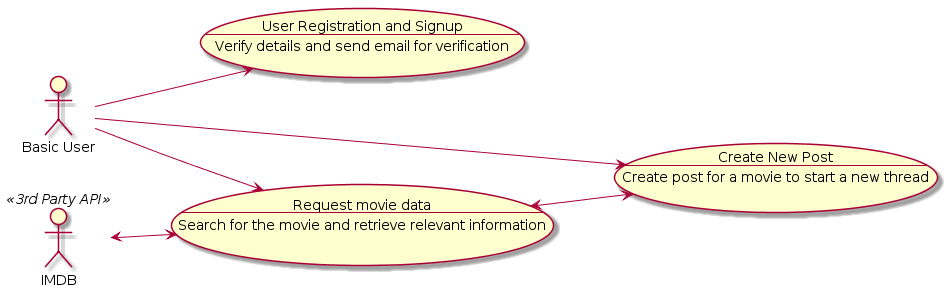 User Registration and Signup
Verify details and send email for verification
Basic User
Create New Post
Create post for a movie to start a new thread
«3rd Party API»
Request movie data
Search for the movie and retrieve relevant information
IMDB